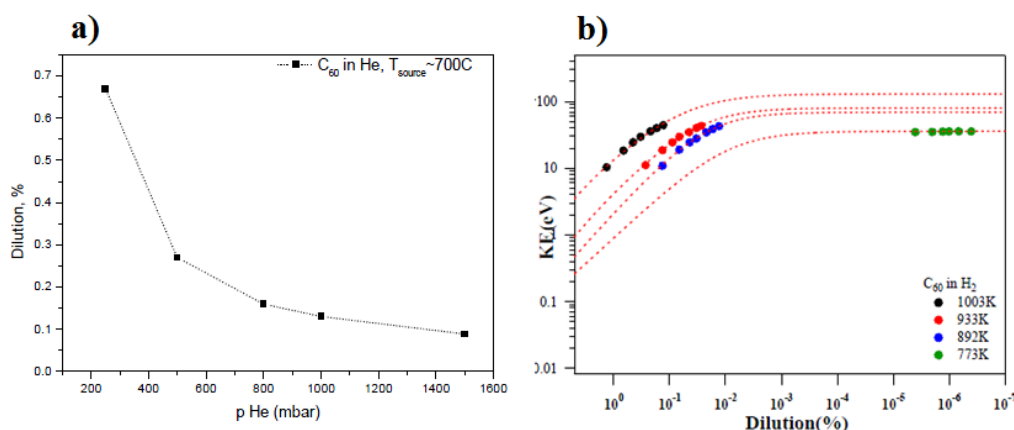 a)
C₆₀ in He, T_source~700C
0.7
0.6
0.5
0.4
0.3
0.2
0.1
0.0
Dilution, %
200 400 600 800 1000 1200 1400 1600
p He (mbar)
b)
100
10
1
0.1
0.01
KE(eV)
C₆₀ in H₂
1003K
933K
892K
773K
10⁰ 10⁻¹ 10⁻² 10⁻³ 10⁻⁴ 10⁻⁵ 10⁻⁶
Dilution(%)